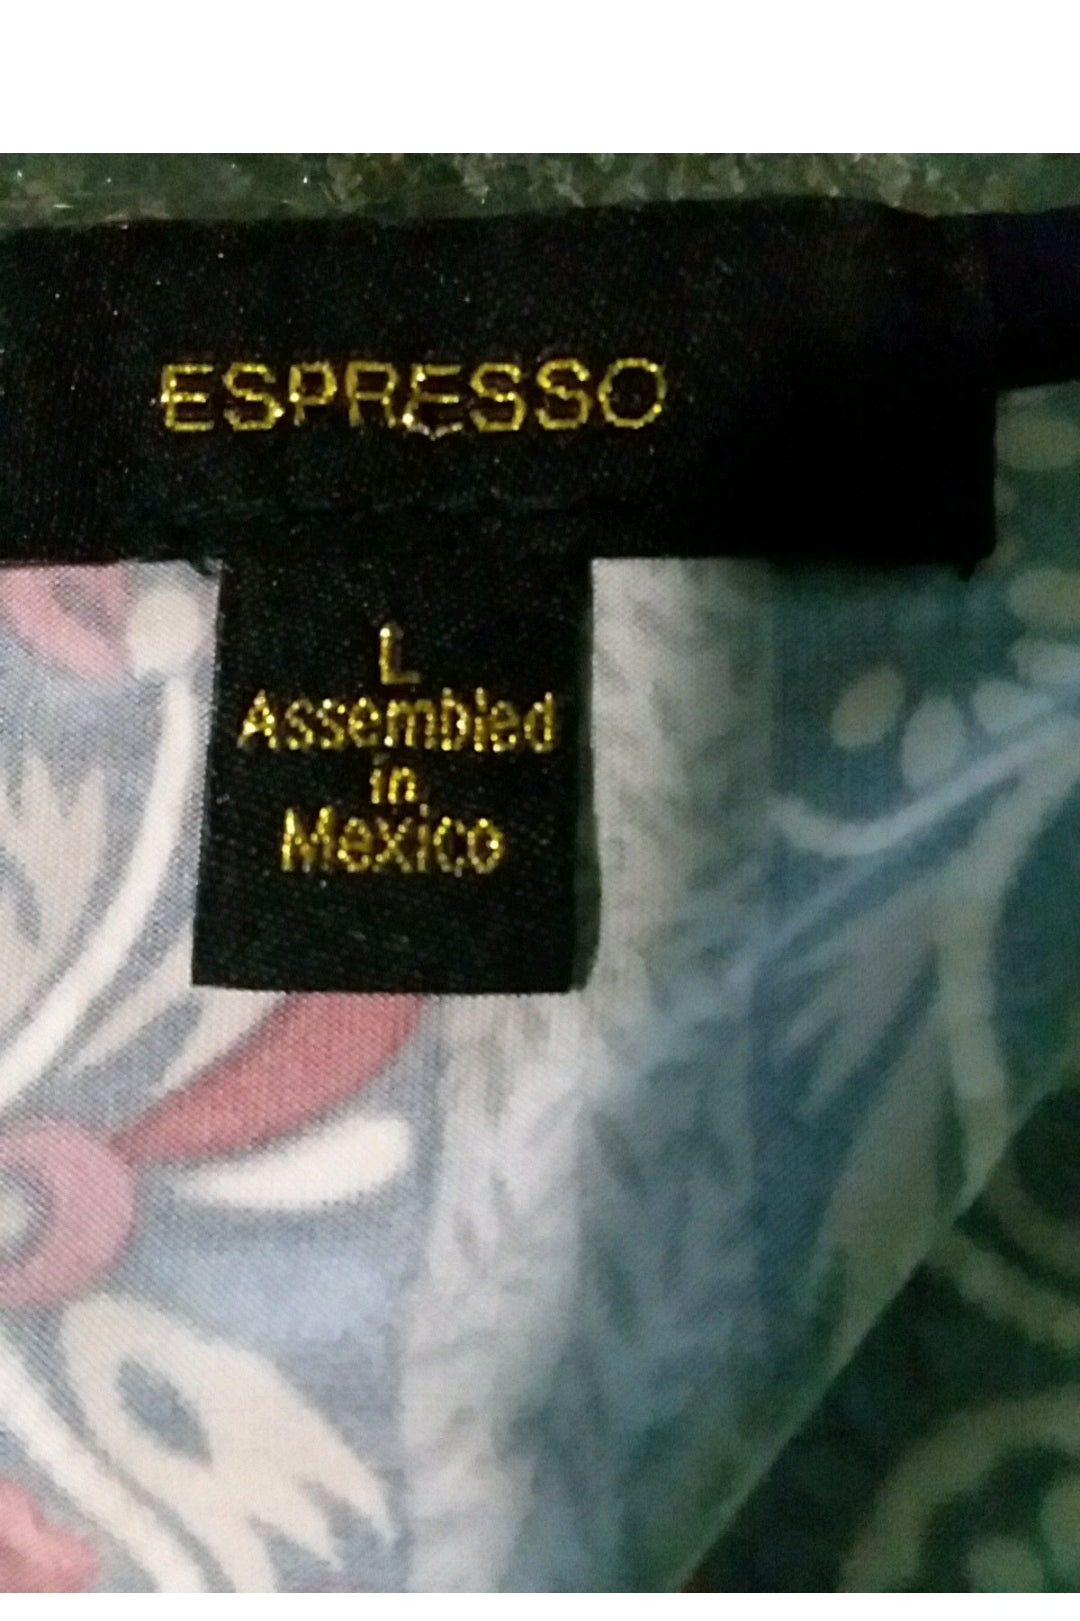 ESPRESSO
L
Assembled
in
Mexico